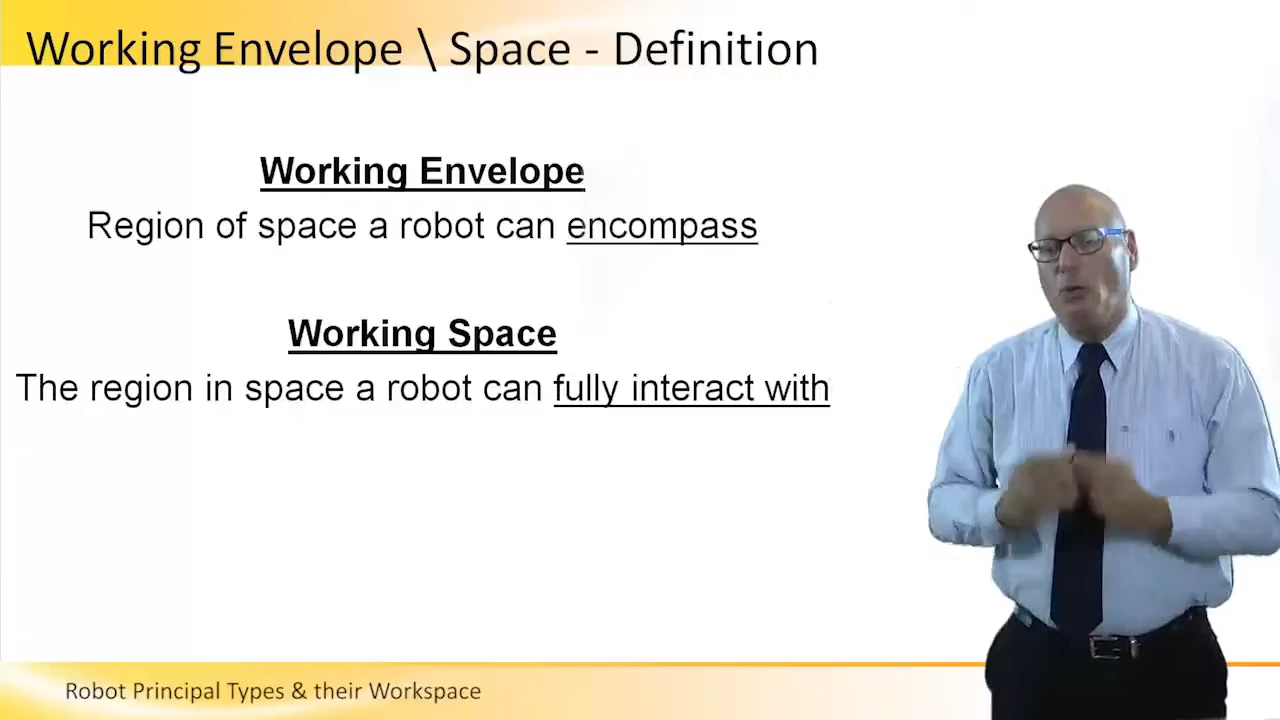 Working Envelope \ Space - Definition
Working Envelope
Region of space a robot can encompass
Working Space
The region in space a robot can fully interact with
Robot Principal Types & their Workspace